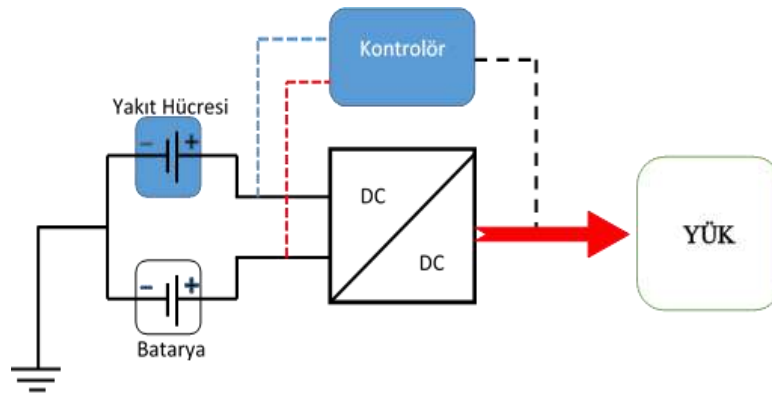 Kontrolör
Yakıt Hücresi
- +
DC
DC
YÜK
- +
Batarya